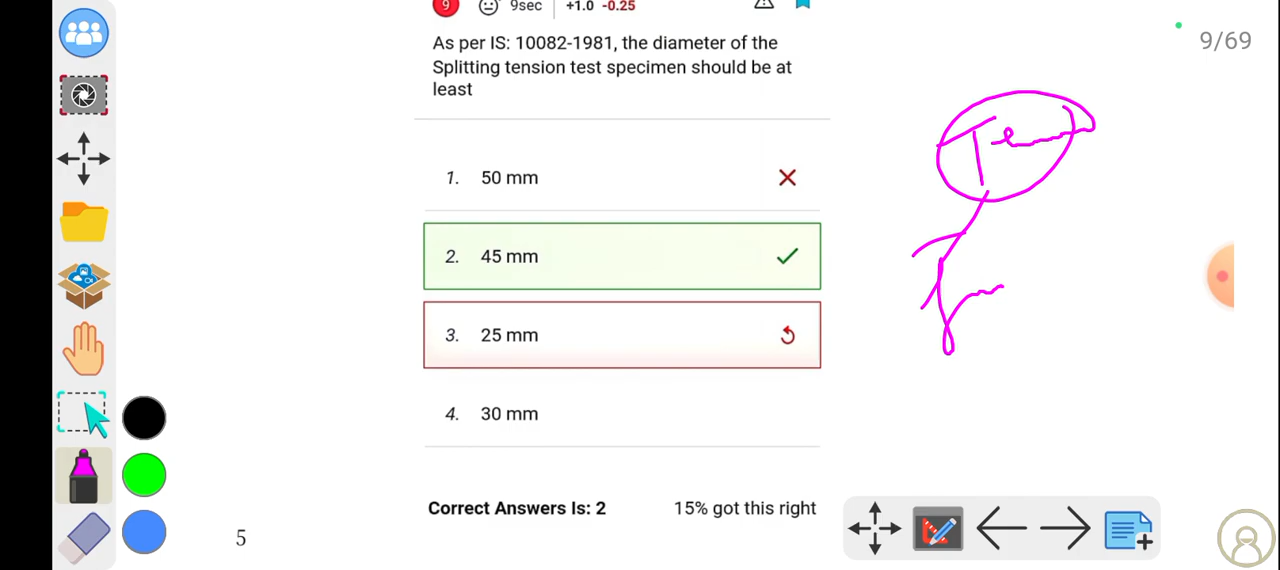 9 9sec +1.0 -0.25
9/69
As per IS: 10082-1981, the diameter of the
Splitting tension test specimen should be at
least
1. 50 mm
2. 45 mm
3. 25 mm
4. 30 mm
Correct Answers Is: 2 15% got this right
5